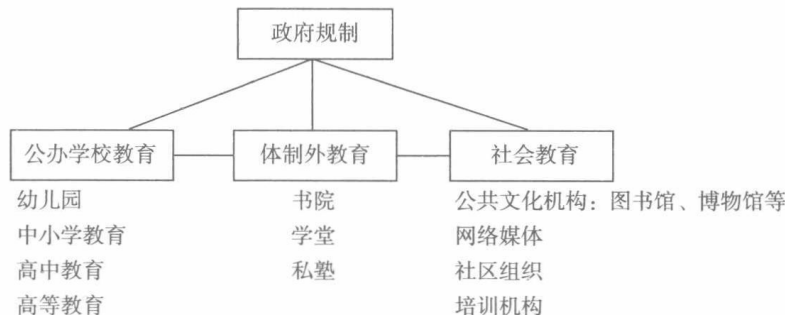 政府规制
公办学校教育 体制外教育 社会教育
幼儿园 书院 公共文化机构：图书馆、博物馆等
中小学教育 学堂 网络媒体
高中教育 私塾 社区组织
高等教育 培训机构